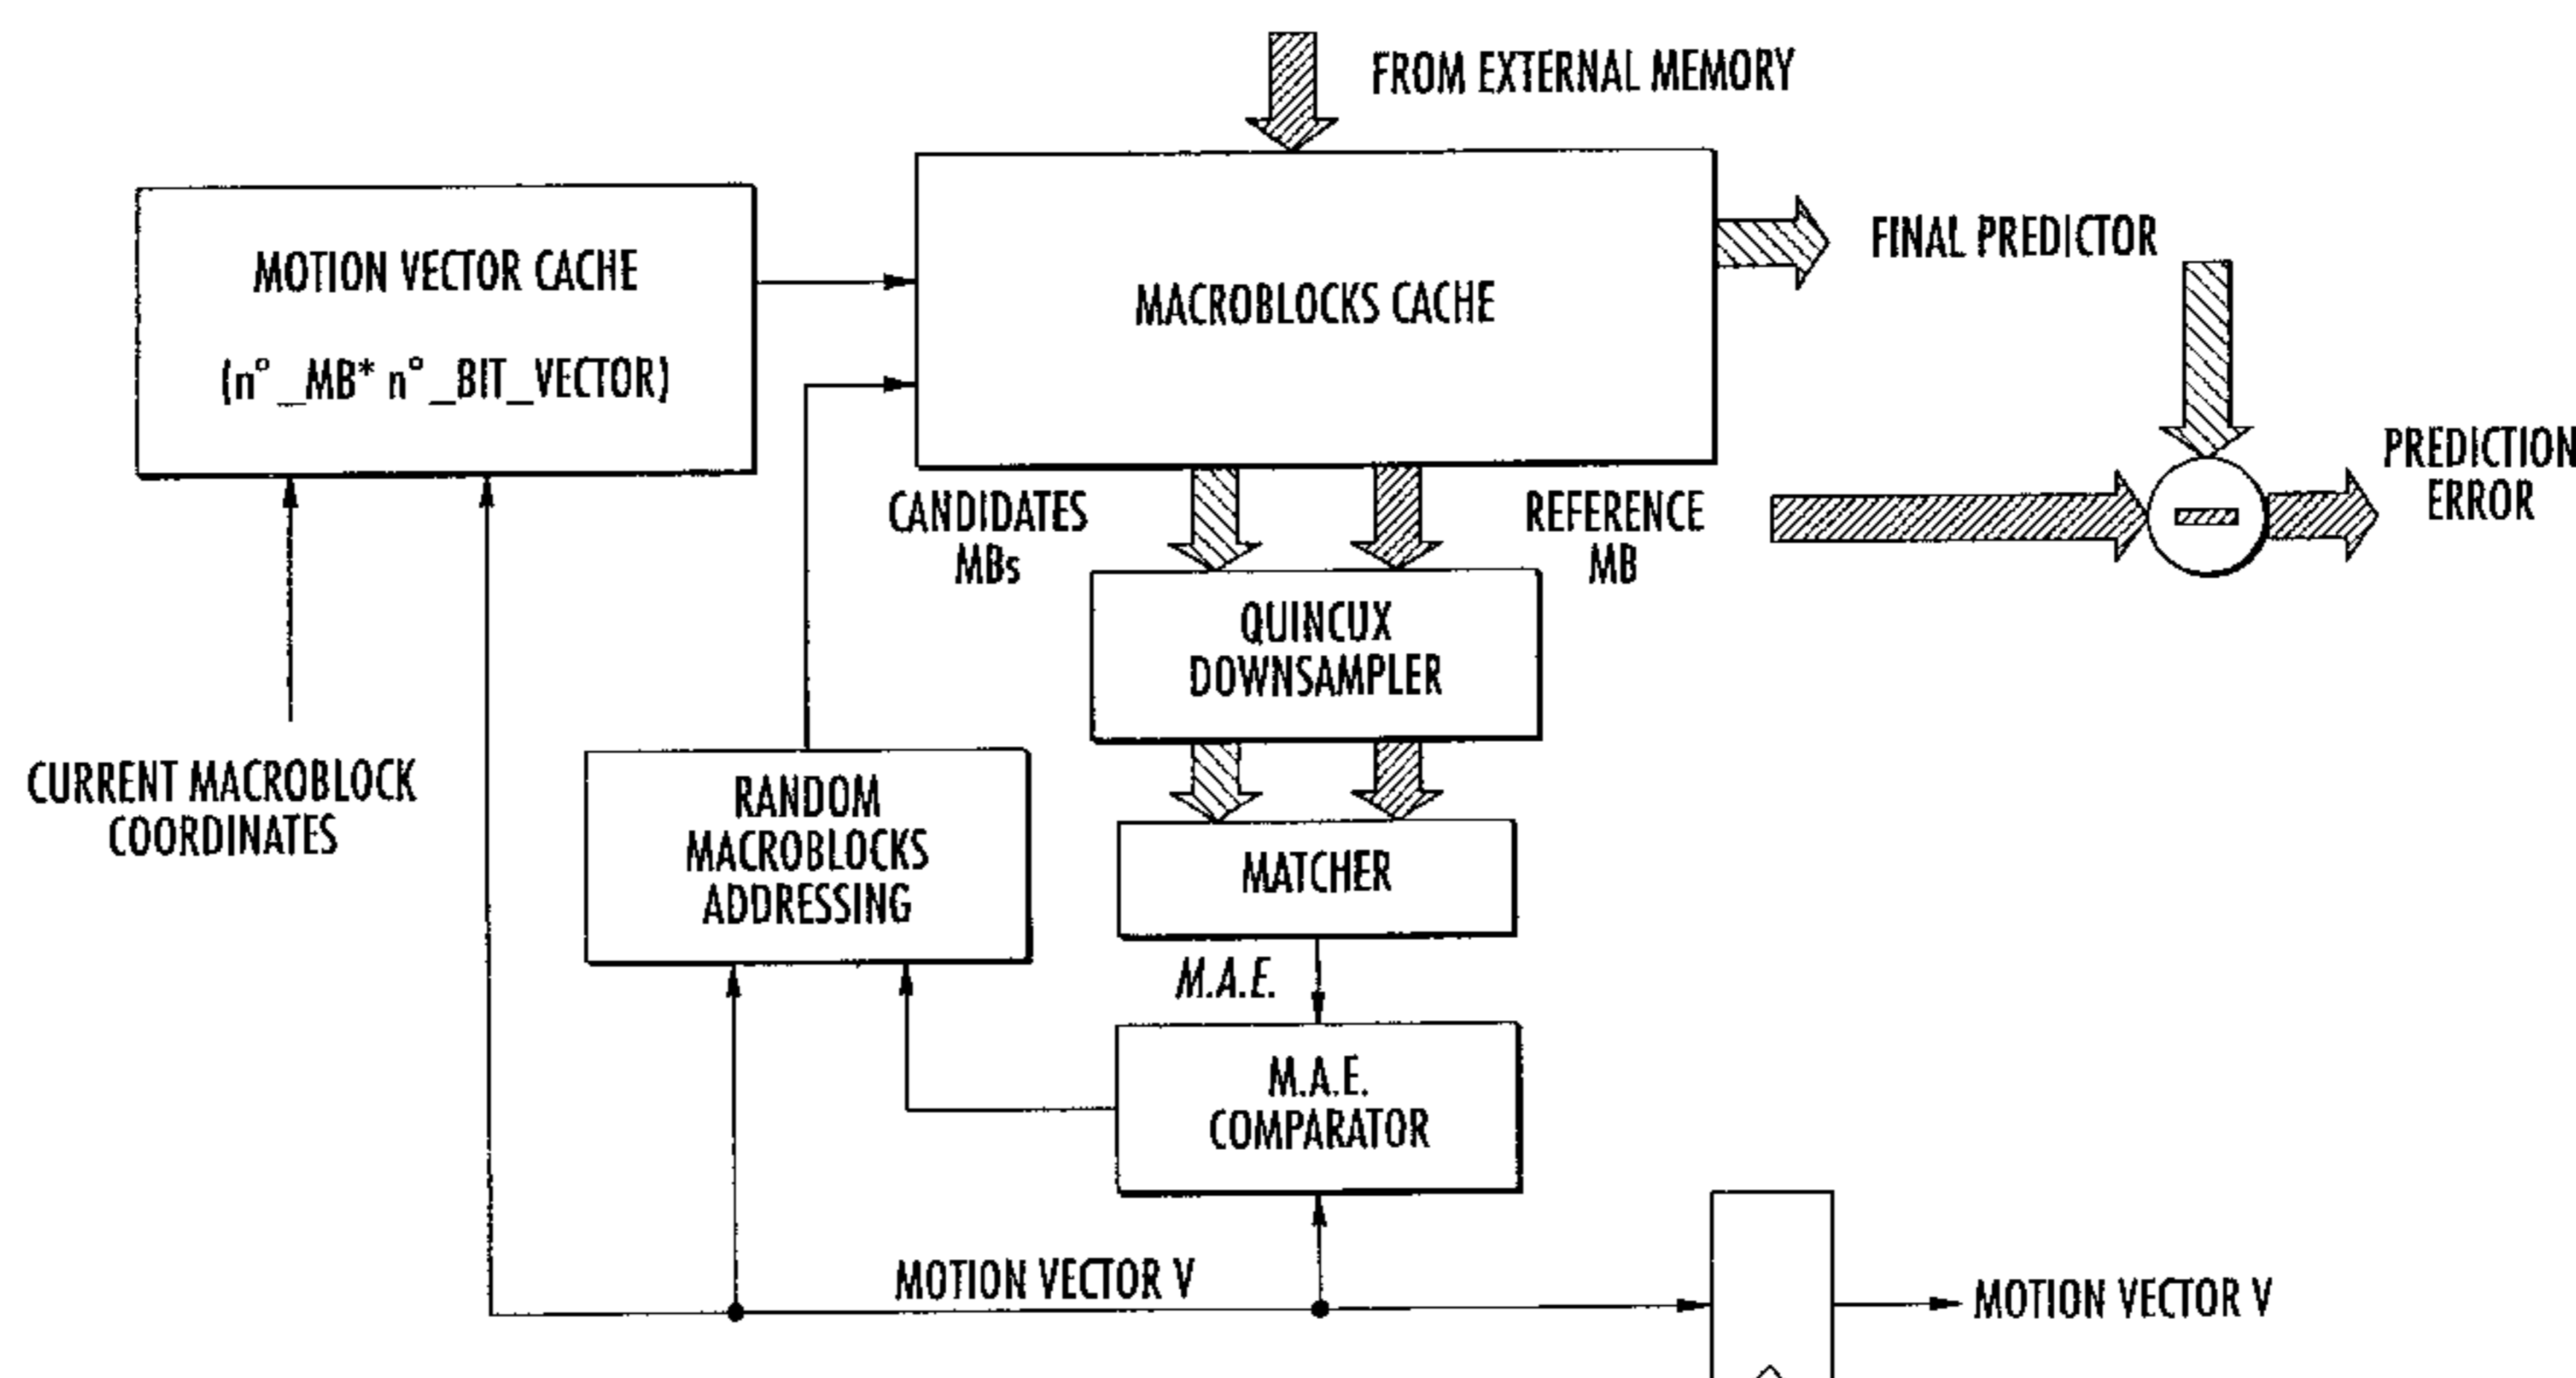 FROM EXTERNAL MEMORY
MOTION VECTOR CACHE
(n°_MB* n°_BIT_VECTOR)
MACROBLOCKS CACHE
FINAL PREDICTOR
PREDICTION
ERROR
CANDIDATES
MBs
REFERENCE
MB
QUINCUX
DOWNSAMPLER
CURRENT MACROBLOCK
COORDINATES
RANDOM
MACROBLOCKS
ADDRESSING
MATCHER
M.A.E.
M.A.E.
COMPARATOR
MOTION VECTOR V
MOTION VECTOR V